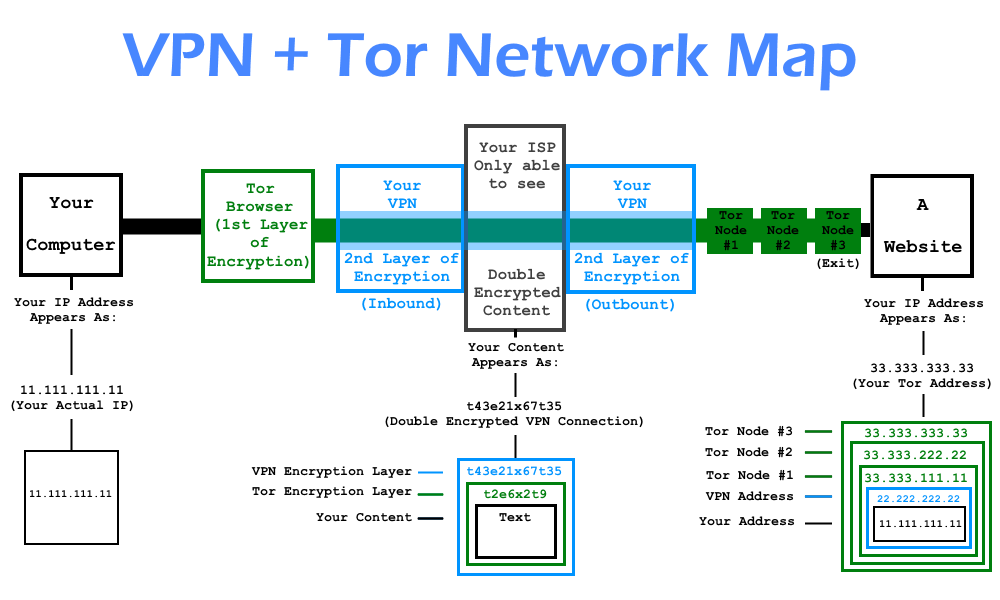 VPN + Tor Network Map
Your
Computer
Tor
Browser
(1st Layer
of
Encryption)
Your
VPN
2nd Layer of
Encryption
(Inbound)
Your ISP
Only able
to see
Double
Encrypted
Content
Your
VPN
2nd Layer of
Encryption
(Outbount)
Tor
Node
#1
Tor
Node
#2
Tor
Node
#3
(Exit)
A
Website
Your IP Address
Appears As:
11.111.111.11
(Your Actual IP)
11.111.111.11
Your Content
Appears As:
t43e21x67t35
(Double Encrypted VPN Connection)
VPN Encryption Layer
Tor Encryption Layer
Your Content
t43e21x67t35
t2e6x2t9
Text
Your IP Address
Appears As:
33.333.333.33
(Your Tor Address)
Tor Node #3
Tor Node #2
Tor Node #1
VPN Address
Your Address
33.333.333.33
33.333.222.22
33.333.111.11
22.222.222.22
11.111.111.11